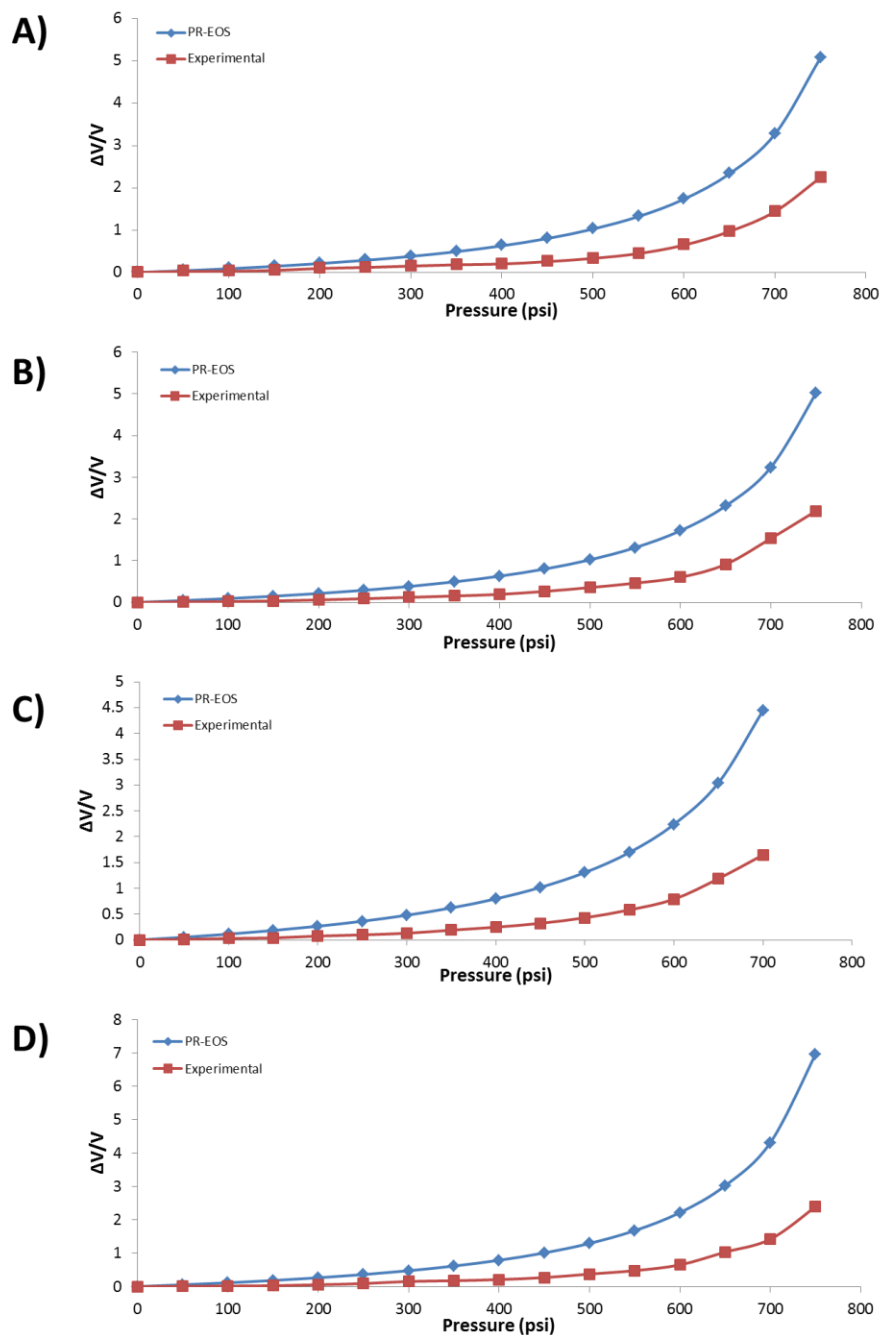 A)
6
5
4
3
2
1
0
ΔV/V
PR-EOS
Experimental
0 100 200 300 400 500 600 700 800
Pressure (psi)
B)
6
5
4
3
2
1
0
ΔV/V
PR-EOS
Experimental
0 100 200 300 400 500 600 700 800
Pressure (psi)
C)
5
4.5
4
3.5
3
2.5
2
1.5
1
0.5
0
ΔV/V
PR-EOS
Experimental
0 100 200 300 400 500 600 700 800
Pressure (psi)
D)
8
7
6
5
4
3
2
1
0
ΔV/V
PR-EOS
Experimental
0 100 200 300 400 500 600 700 800
Pressure (psi)